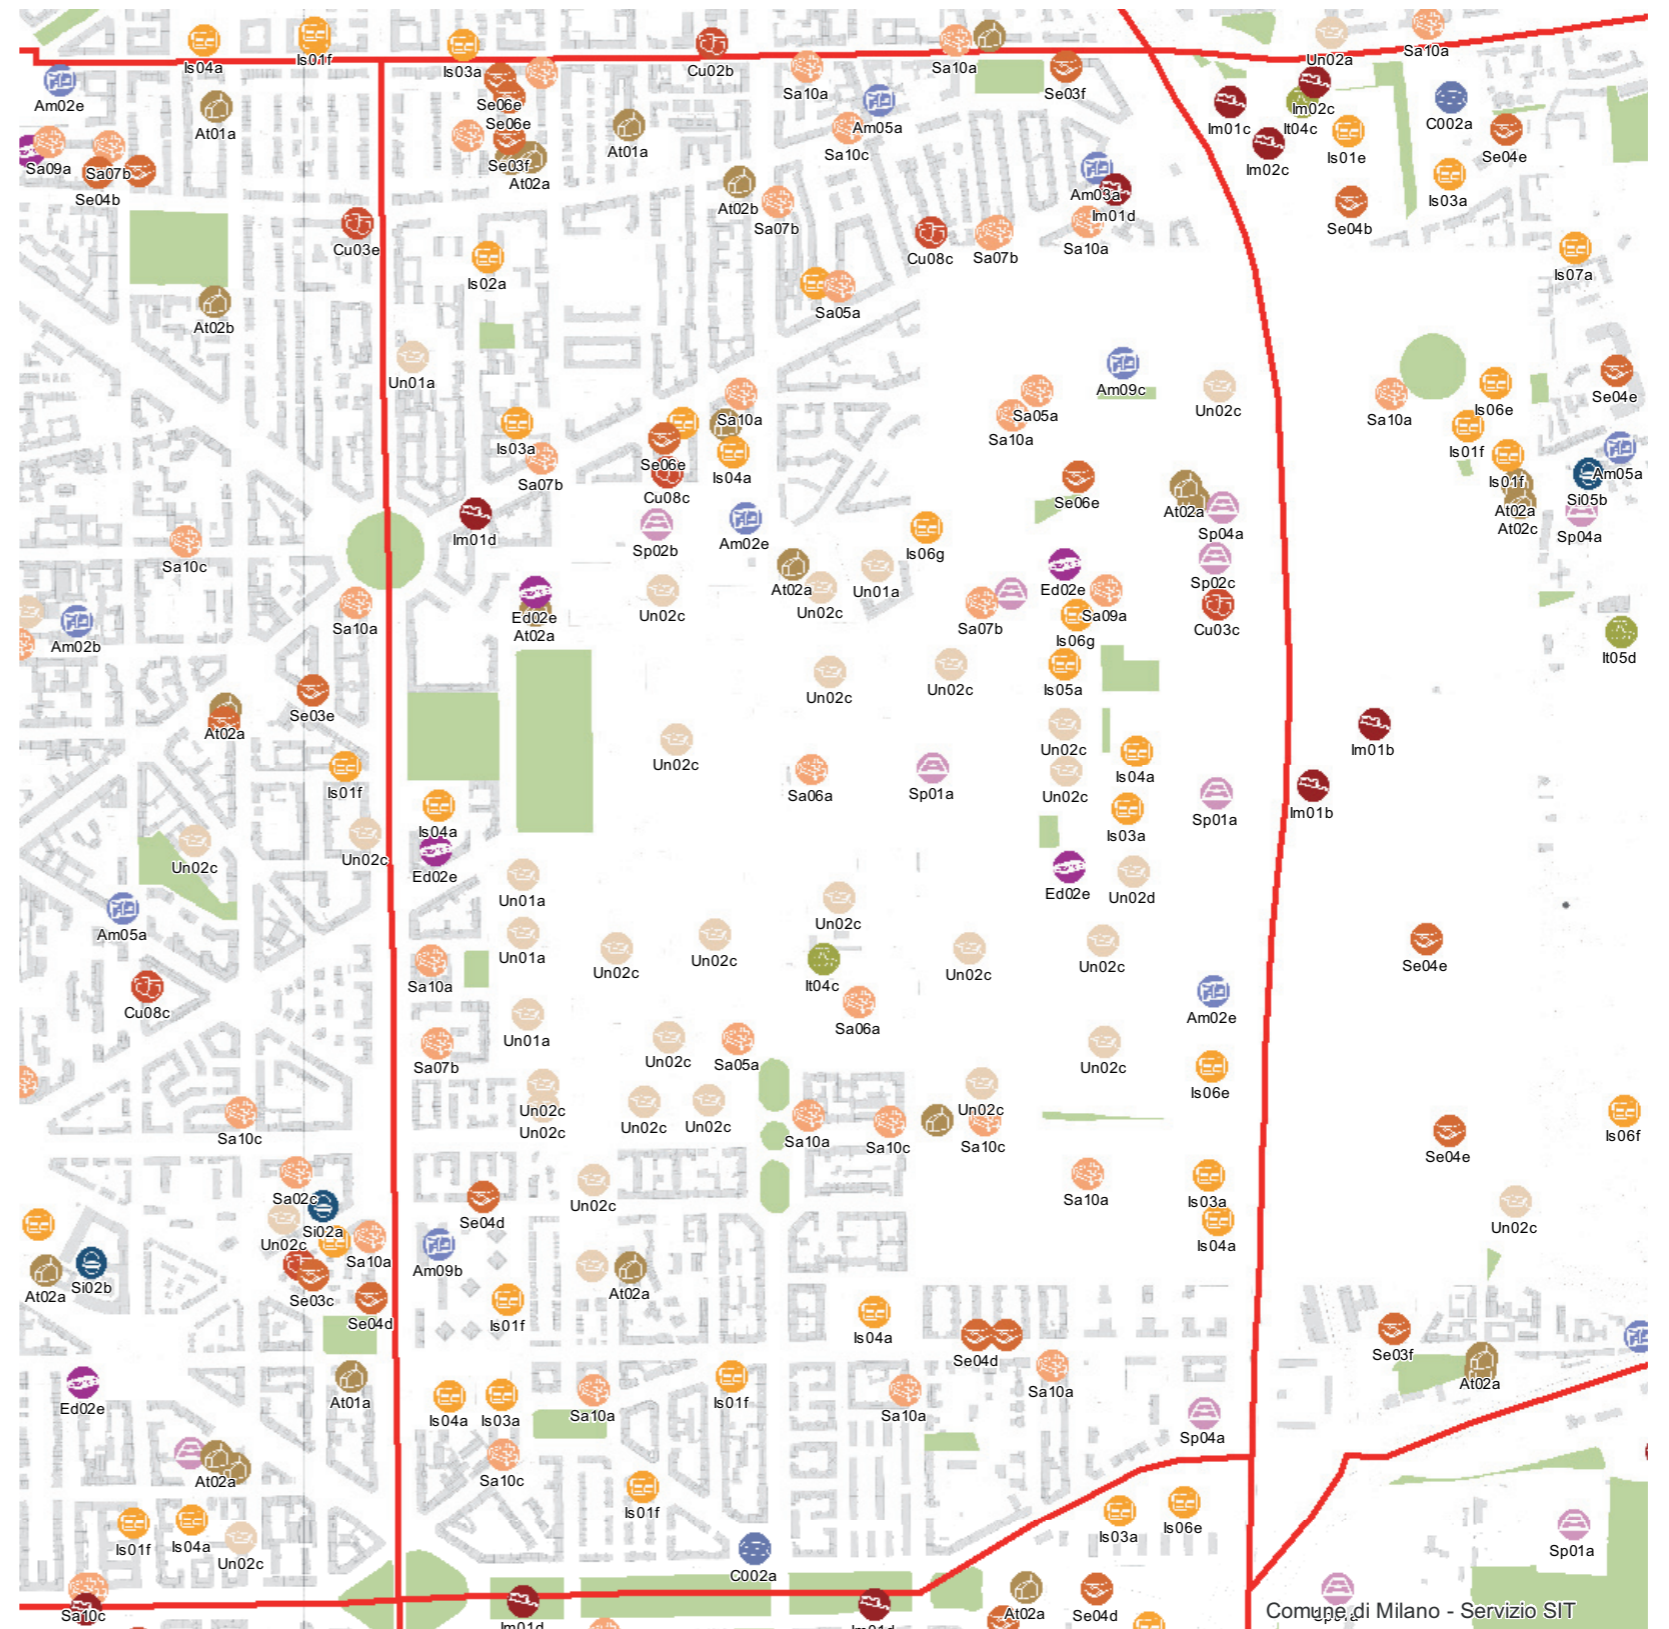 Is04a
Is01f
Is03a
Cu02b
Sa10a
Sa10a
Se03f
Un02a
Sa10a
Am02e
At01a
Se06e
Se06e
Am05a
Im01c
Im02c
It04c
C002a
Sa09a
Sa07b
Se04b
Se03f
At02a
At01a
Sa10c
Im02c
Is01e
Se04e
At02b
Sa07b
Am03a
Im01d
Sa10a
Is03a
Se04b
Cu03e
Is02a
Cu08c
Sa07b
Is07a
At02b
Sa05a
Un01a
Am09c
Un02c
Sa10a
Is06e
Se04e
Is03a
Sa07b
Sa10a
Se06e
Is04a
Cu08c
Sa05a
Sa10a
Is01f
Is01f
Am05a
Si05b
Im01d
Sp02b
Am02e
Is06g
Se06e
At02a
Sp04a
At02a
At02c
Sp04a
Sa10c
Sa10a
Am02b
Ed02e
At02a
Un02c
At02a
Un02c
Un01a
Sa07b
Ed02e
Sa09a
Is06g
Sp02c
Cu03c
It05d
Se03e
At02a
Un02c
Un02c
Is05a
Is01f
Un02c
Sa06a
Sp01a
Un02c
Un02c
Is04a
Im01b
Im01b
Un02c
Un02c
Is04a
Ed02e
Is03a
Sp01a
Am05a
Un01a
Un02c
Ed02e
Un02d
Cu08c
Sa10a
Un01a
Un02c
Un02c
It04c
Un02c
Un02c
Se04e
Sa07b
Un01a
Un02c
Sa05a
Sa06a
Un02c
Am02e
Is06e
Sa10c
Un02c
Un02c
Un02c
Un02c
Sa10a
Sa10c
Un02c
Sa10c
Se04e
Is06f
Sa02c
Si02a
Un02c
Sa10a
Se04d
Un02c
Sa10a
Is03a
Is04a
Un02c
At02a
Si02b
Se03c
Se04d
Am09b
Is01f
At02a
Is04a
Se04d
Sa10a
Se03f
At02a
Ed02e
At01a
Is04a
Is03a
Sa10a
Is01f
Sa10a
Sp04a
At02a
Sa10c
Is01f
Is03a
Is06e
Is01f
Is04a
Un02c
C002a
Sp01a
Sa10c
Im01d
Im01d
At02a
Se04d
Comune di Milano - Servizio SIT